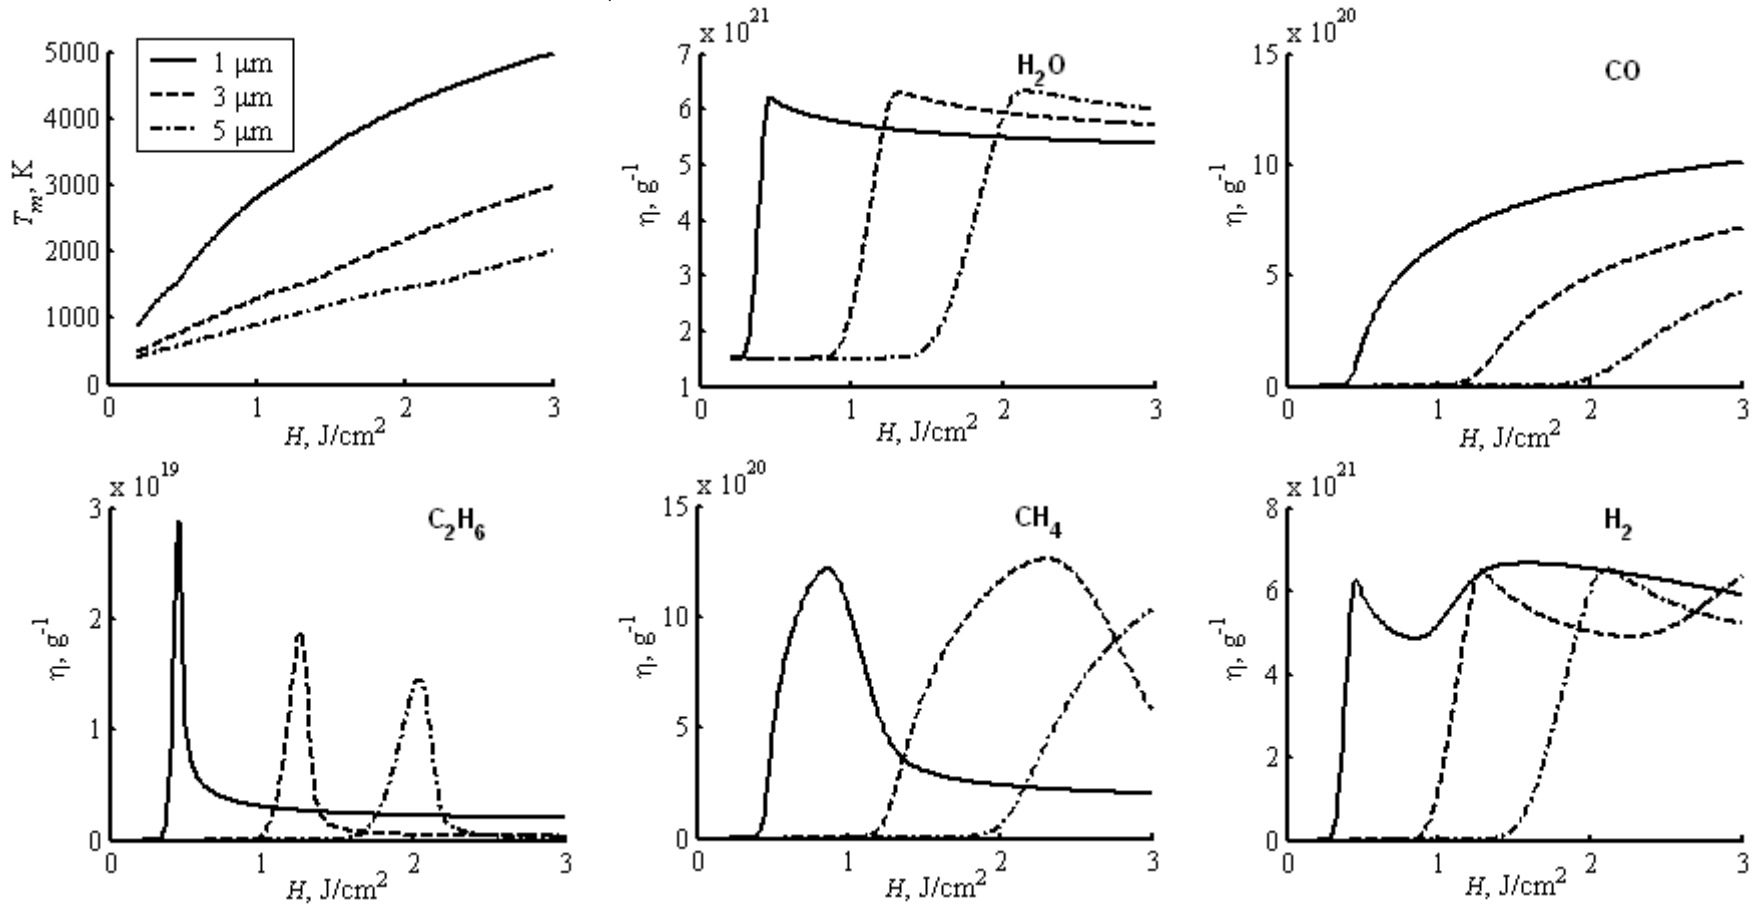 5000
4000
3000
2000
1000
0
T_m, K
1 μm
3 μm
5 μm
0 1 2 3
H, J/cm²
x 10²¹
7
6
5
4
3
2
1
η, g⁻¹
H₂O
0 1 2 3
H, J/cm²
x 10²⁰
15
10
5
0
η, g⁻¹
CO
0 1 2 3
H, J/cm²
x 10¹⁹
3
2
1
0
η, g⁻¹
C₂H₆
0 1 2 3
H, J/cm²
x 10²⁰
15
10
5
0
η, g⁻¹
CH₄
0 1 2 3
H, J/cm²
x 10²¹
8
6
4
2
0
η, g⁻¹
H₂
0 1 2 3
H, J/cm²